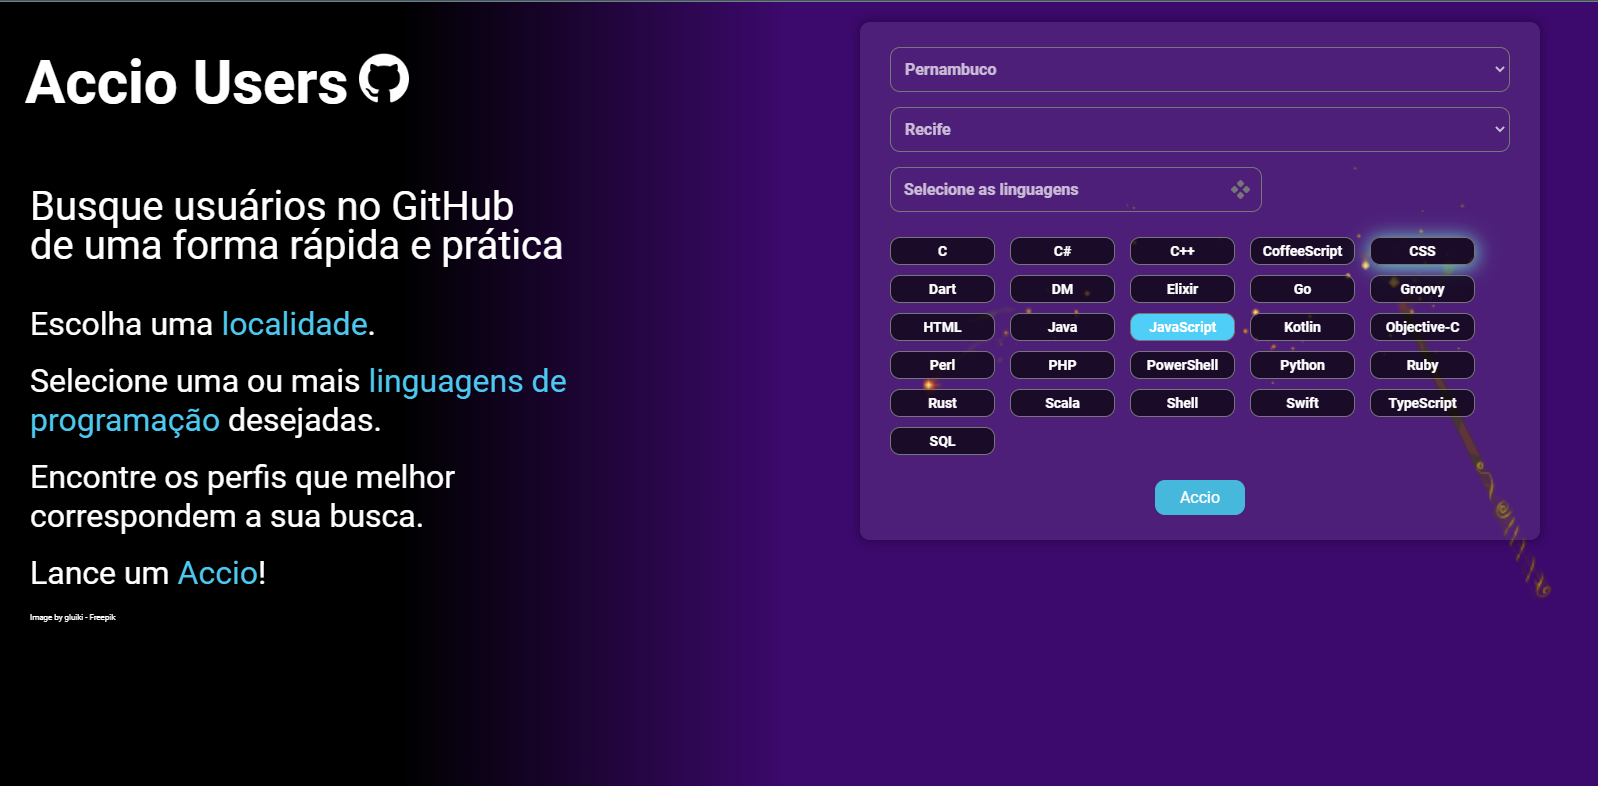 Accio Users
Busque usuários no GitHub
de uma forma rápida e prática
Escolha uma localidade.
Selecione uma ou mais linguagens de
programação desejadas.
Encontre os perfis que melhor
correspondem a sua busca.
Lance um Accio!
Image by gluiki - Freepik
Pernambuco
Recife
Selecione as linguagens
C C# C++ CoffeeScript CSS
Dart DM Elixir Go Groovy
HTML Java JavaScript Kotlin Objective-C
Perl PHP PowerShell Python Ruby
Rust Scala Shell Swift TypeScript
SQL
Accio